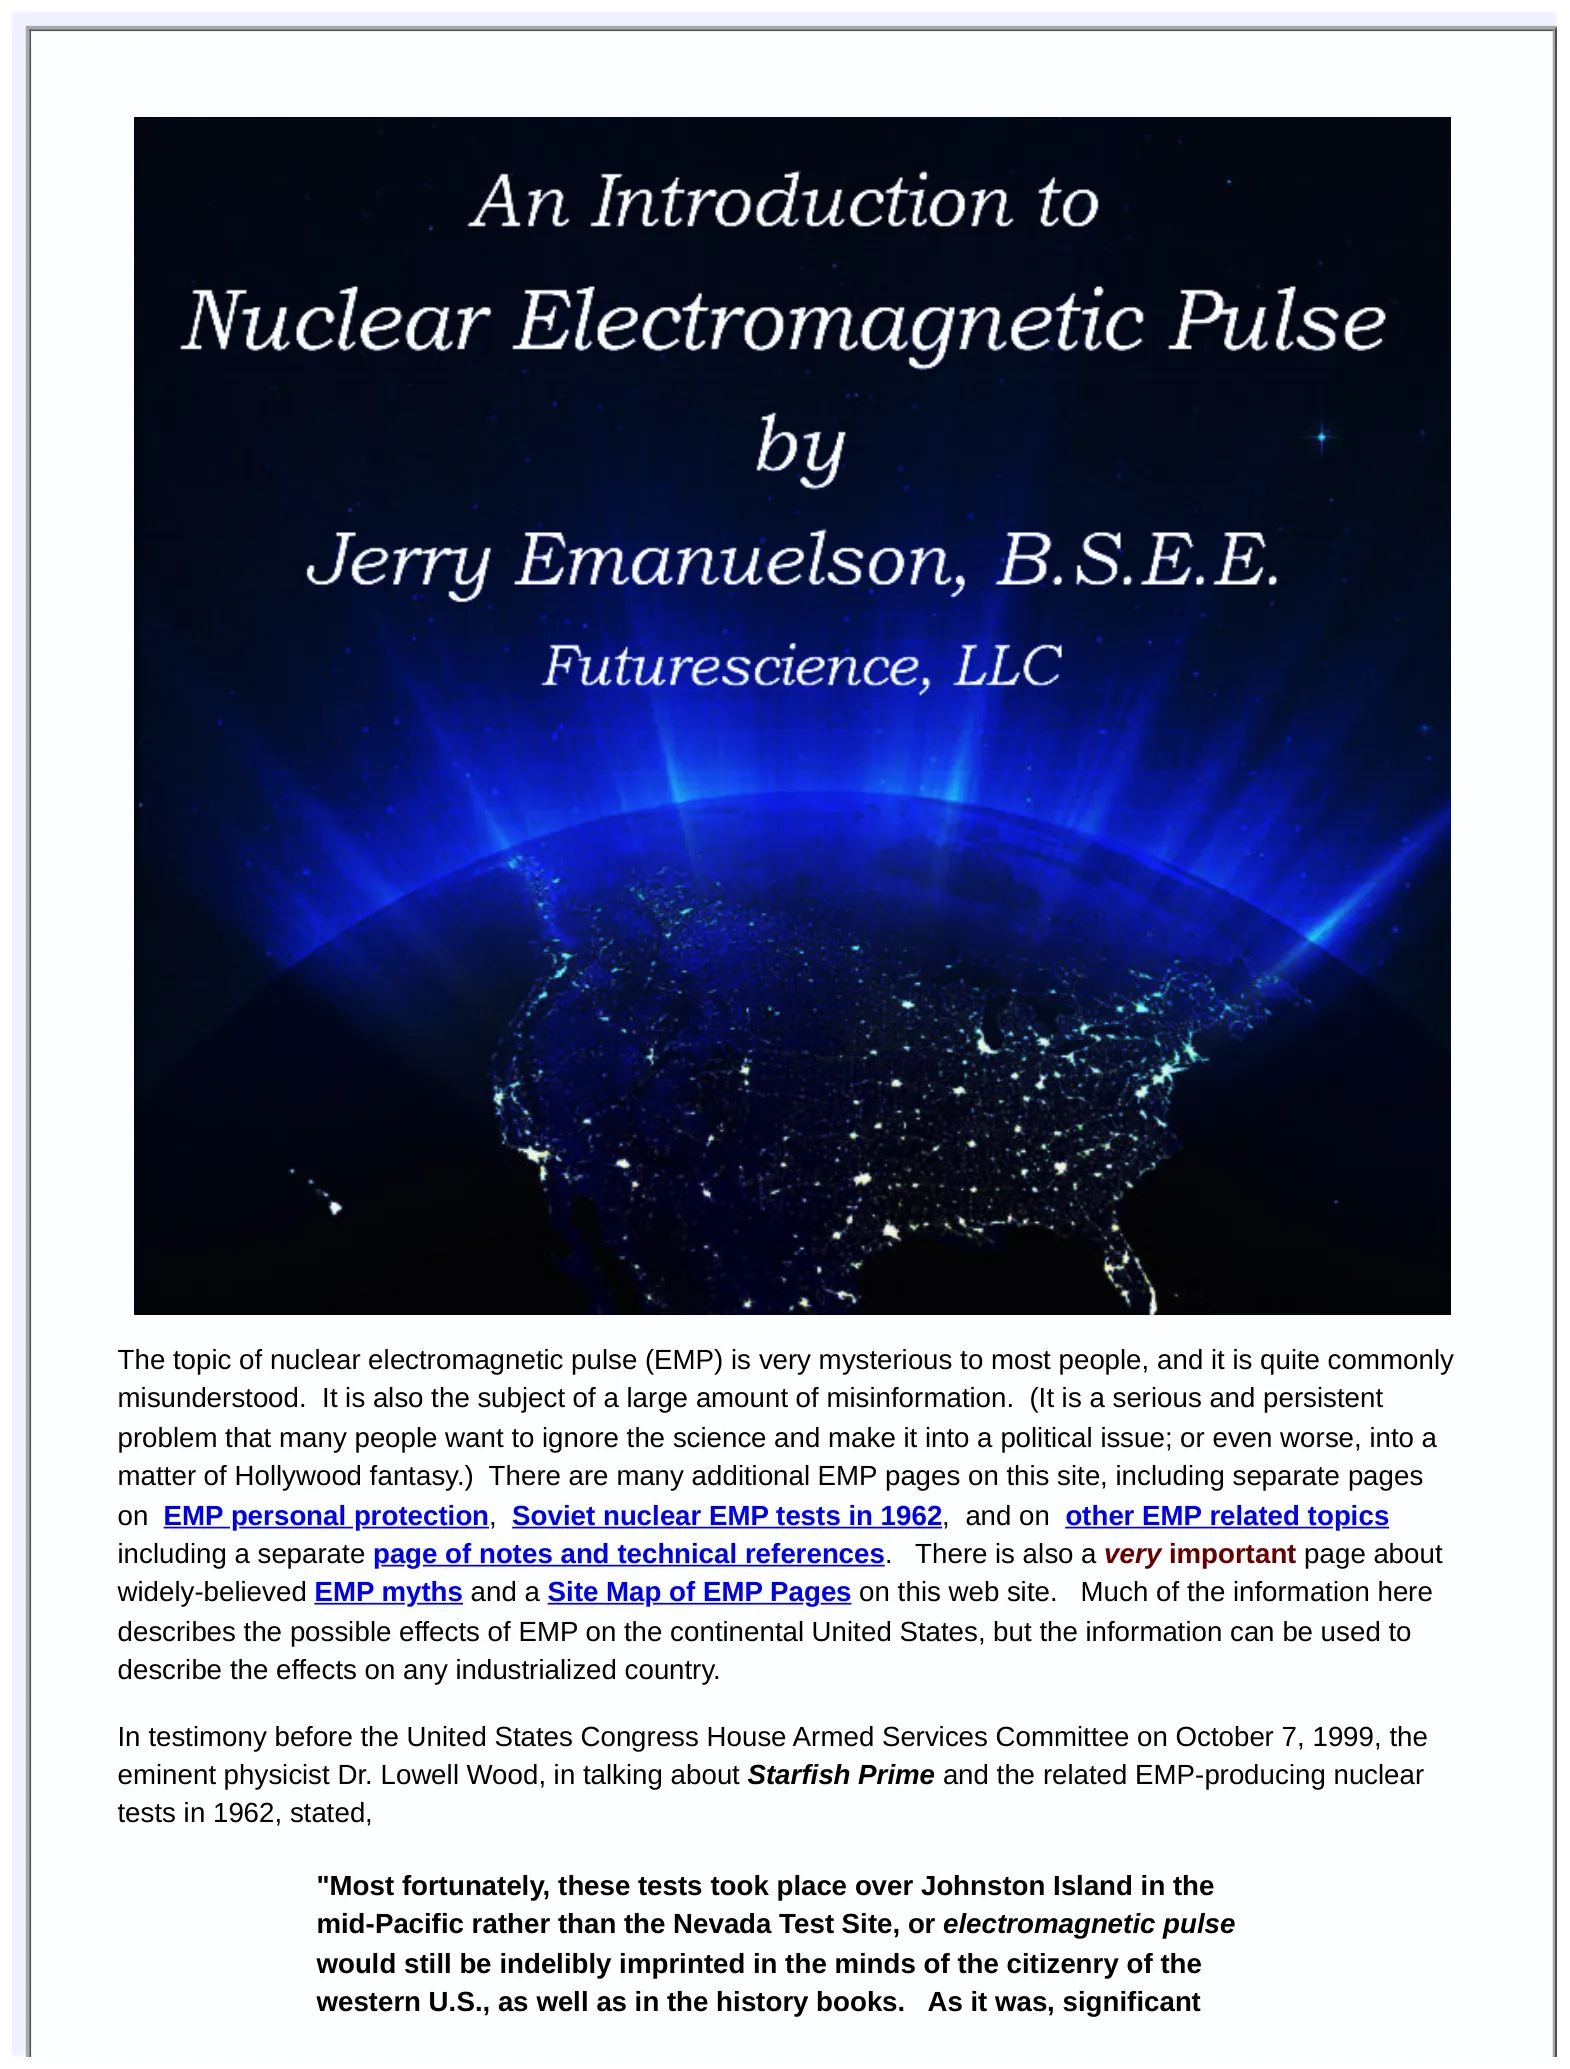 An Introduction to
Nuclear Electromagnetic Pulse
by
Jerry Emanuelson, B.S.E.E.
Futurescience, LLC
The topic of nuclear electromagnetic pulse (EMP) is very mysterious to most people, and it is quite commonly
misunderstood.  It is also the subject of a large amount of misinformation.  (It is a serious and persistent
problem that many people want to ignore the science and make it into a political issue; or even worse, into a
matter of Hollywood fantasy.)  There are many additional EMP pages on this site, including separate pages
on  EMP personal protection,  Soviet nuclear EMP tests in 1962,  and on  other EMP related topics
including a separate page of notes and technical references.   There is also a very important page about
widely-believed EMP myths and a Site Map of EMP Pages on this web site.   Much of the information here
describes the possible effects of EMP on the continental United States, but the information can be used to
describe the effects on any industrialized country.
In testimony before the United States Congress House Armed Services Committee on October 7, 1999, the
eminent physicist Dr. Lowell Wood, in talking about Starfish Prime and the related EMP-producing nuclear
tests in 1962, stated,
"Most fortunately, these tests took place over Johnston Island in the
mid-Pacific rather than the Nevada Test Site, or electromagnetic pulse
would still be indelibly imprinted in the minds of the citizenry of the
western U.S., as well as in the history books.   As it was, significant